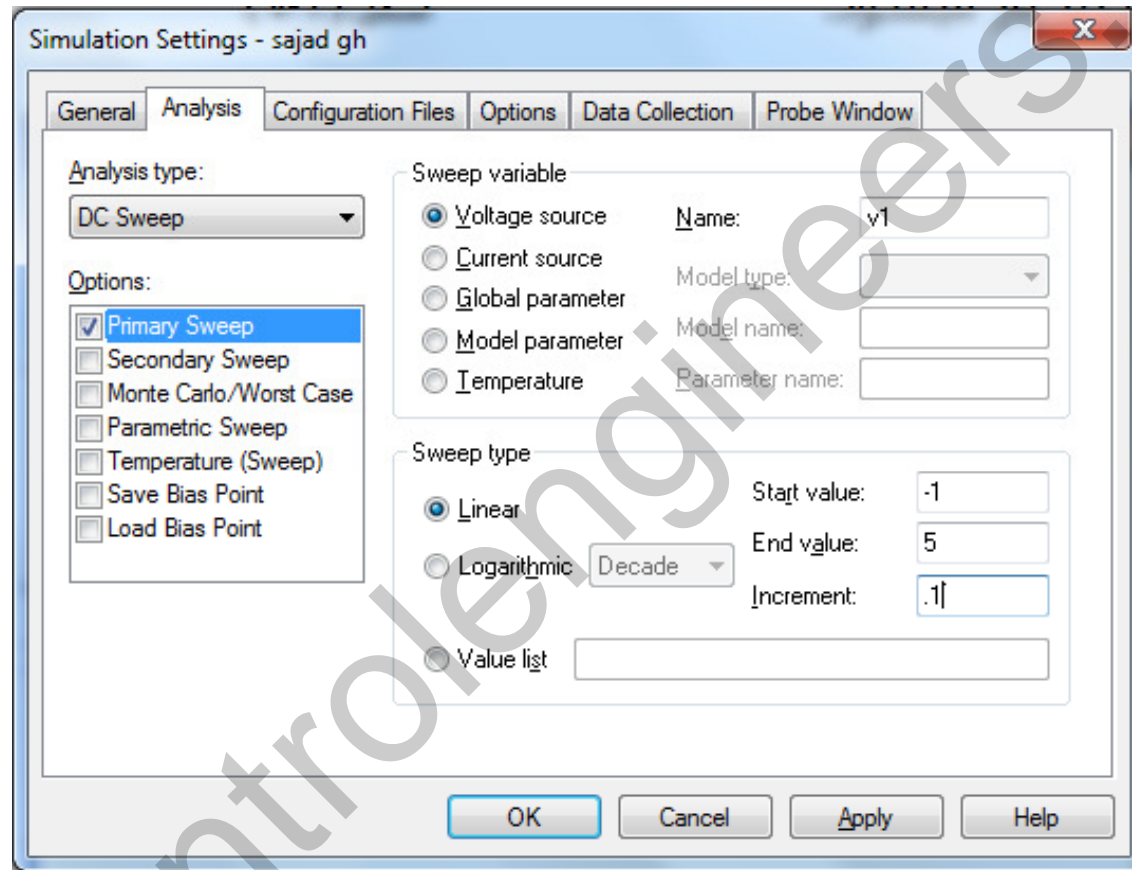 Simulation Settings - sajad gh
General Analysis Configuration Files Options Data Collection Probe Window
Analysis type:
DC Sweep
Options:
Primary Sweep
Secondary Sweep
Monte Carlo/Worst Case
Parametric Sweep
Temperature (Sweep)
Save Bias Point
Load Bias Point
Sweep variable
Voltage source
Current source
Global parameter
Model parameter
Temperature
Name: v1
Model type:
Model name:
Parameter name:
Sweep type
Linear
Logarithmic Decade
Value list
Start value: -1
End value: 5
Increment: .1
OK Cancel Apply Help
ntrolengineers.